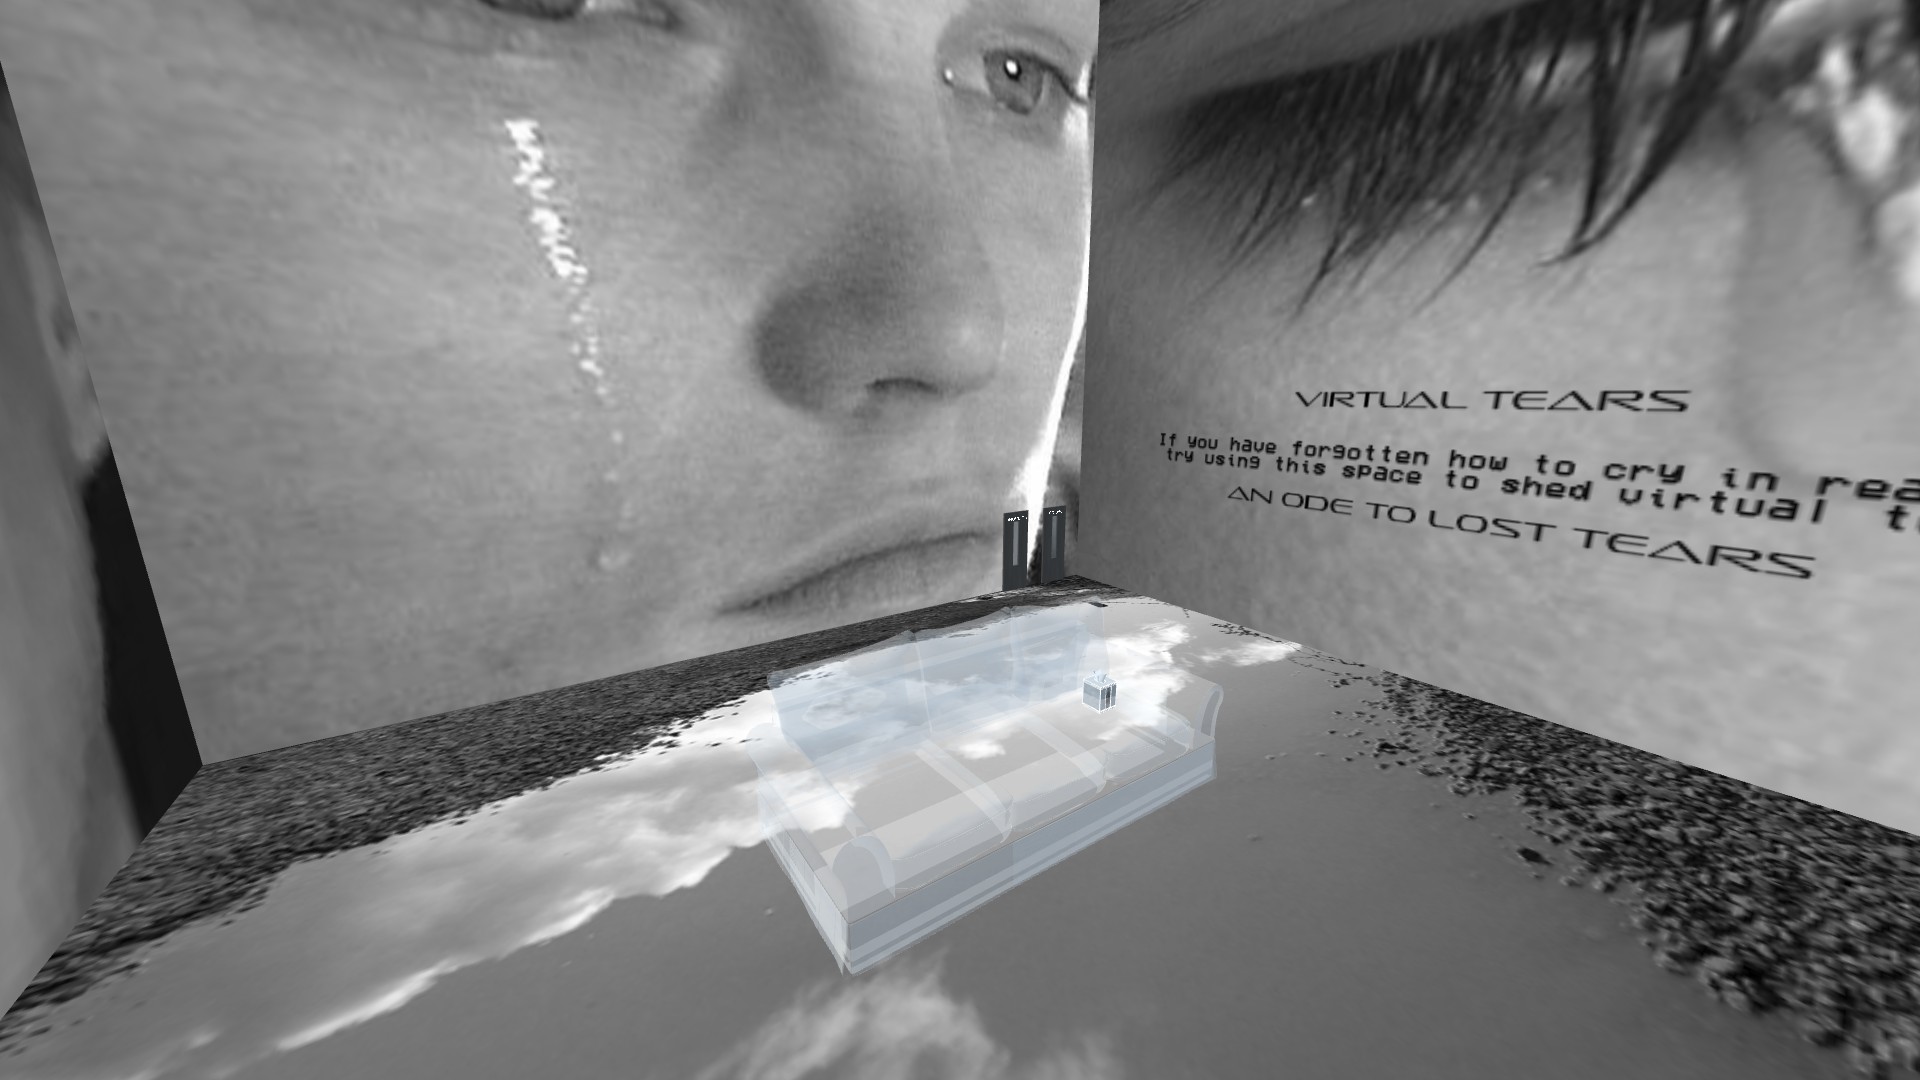 VIRTUAL TEARS
If you have forgotten how to cry in
try using this space to shed virtual
AN ODE TO LOST TEARS